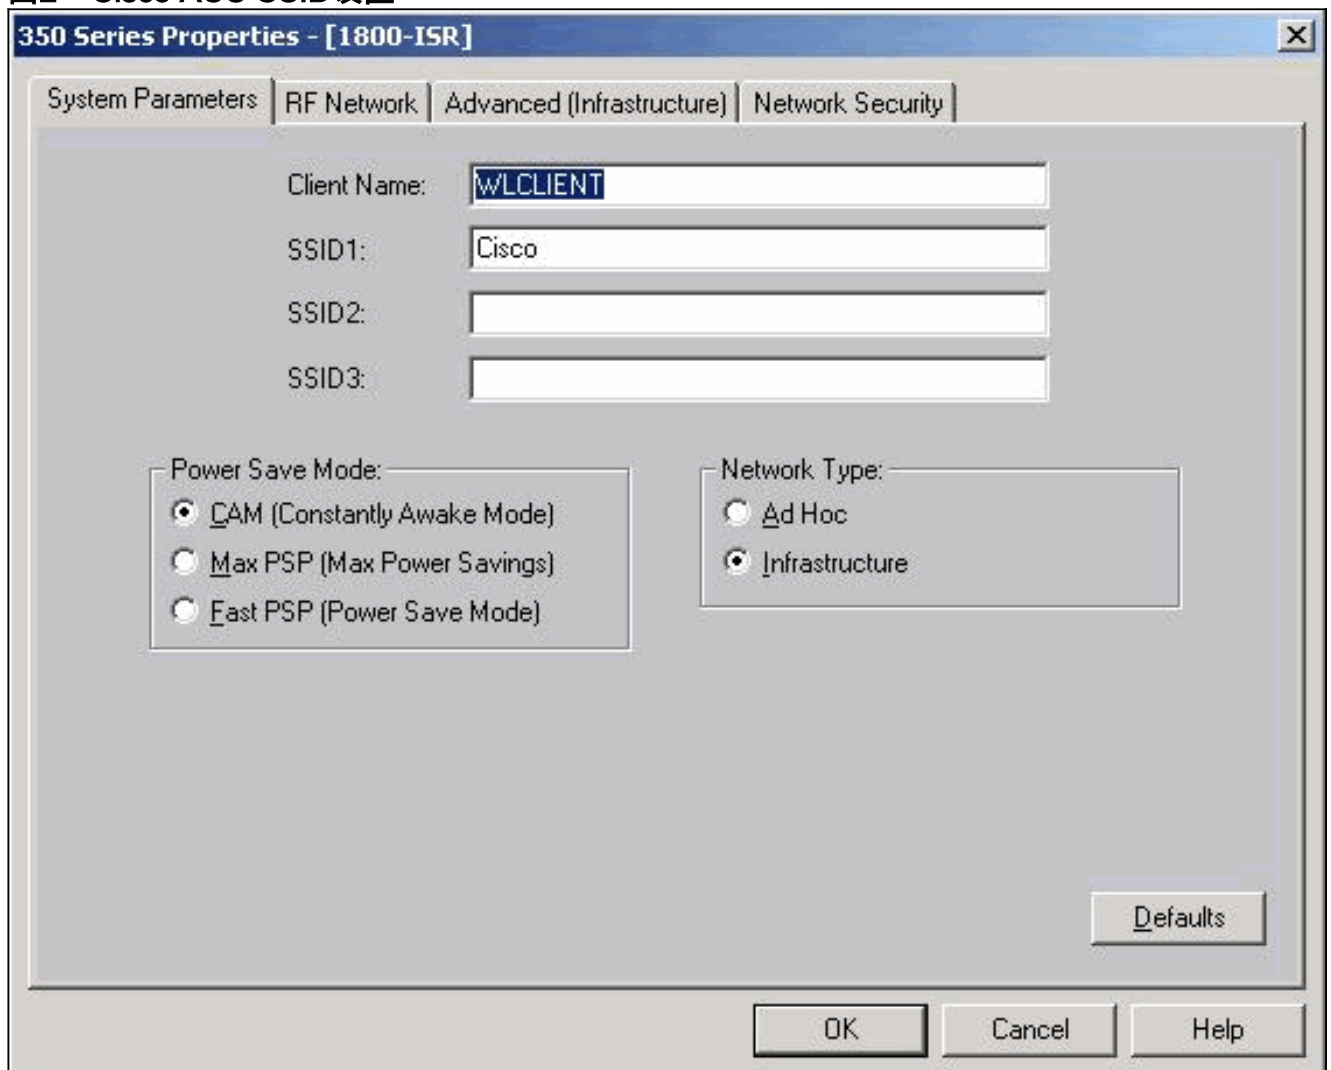 350 Series Properties - [1800-ISR]
System Parameters RF Network Advanced (Infrastructure) Network Security
Client Name: WLCLIENT
SSID1: Cisco
SSID2:
SSID3:
Power Save Mode:
CAM (Constantly Awake Mode)
Max PSP (Max Power Savings)
Fast PSP (Power Save Mode)
Network Type:
Ad Hoc
Infrastructure
Defaults
OK Cancel Help